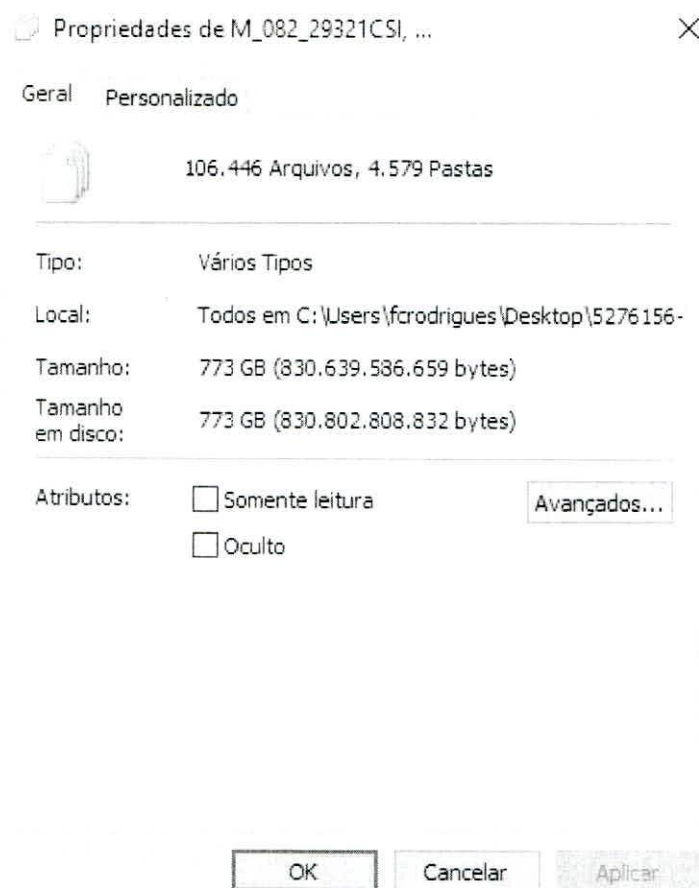 Propriedades de M_082_29321CSI, ...
Geral Personalizado
106.446 Arquivos, 4.579 Pastas
Tipo: Vários Tipos
Local: Todos em C:\Users\fcrodrigues\Desktop\5276156-
Tamanho: 773 GB (830.639.586.659 bytes)
Tamanho em disco: 773 GB (830.802.808.832 bytes)
Atributos: Somente leitura Avançados...
Oculto
OK Cancelar Aplicar